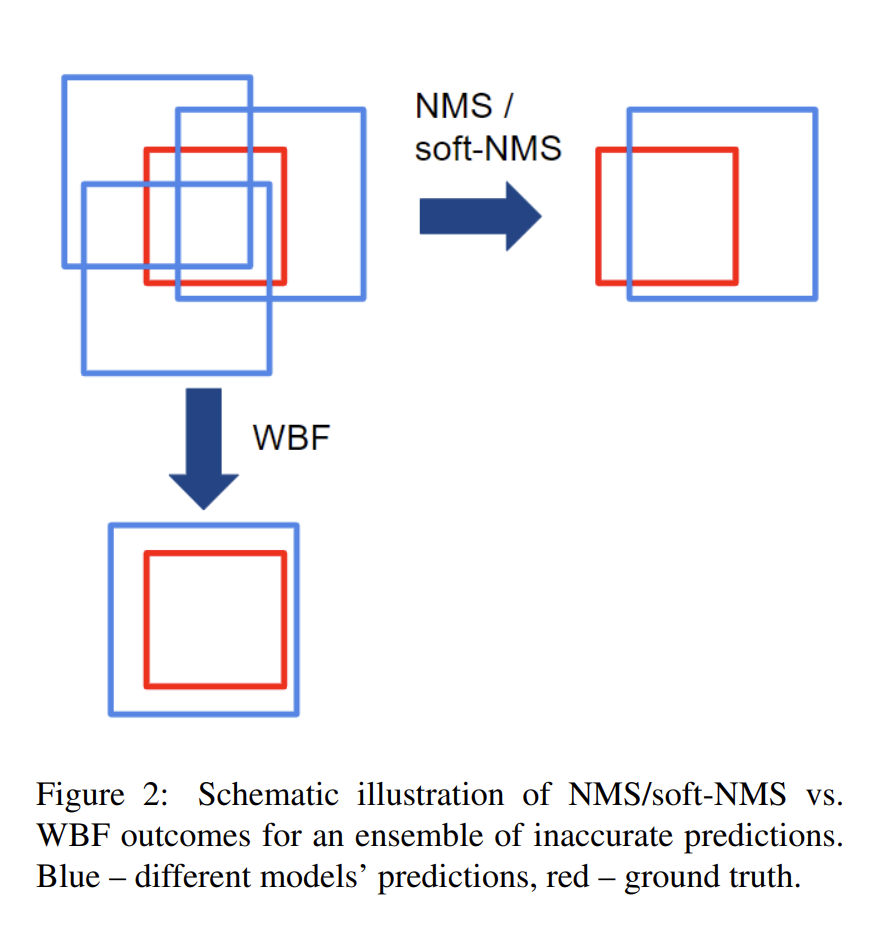 NMS /
soft-NMS
WBF
Figure 2: Schematic illustration of NMS/soft-NMS vs.
WBF outcomes for an ensemble of inaccurate predictions.
Blue – different models’ predictions, red – ground truth.